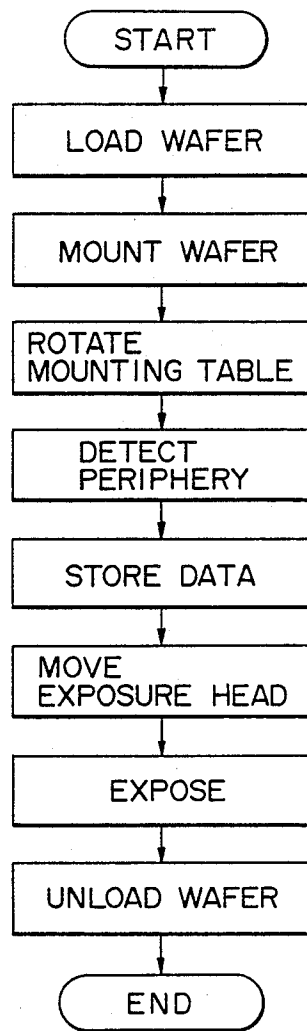 START
LOAD WAFER
MOUNT WAFER
ROTATE
MOUNTING TABLE
DETECT
PERIPHERY
STORE DATA
MOVE
EXPOSURE HEAD
EXPOSE
UNLOAD WAFER
END